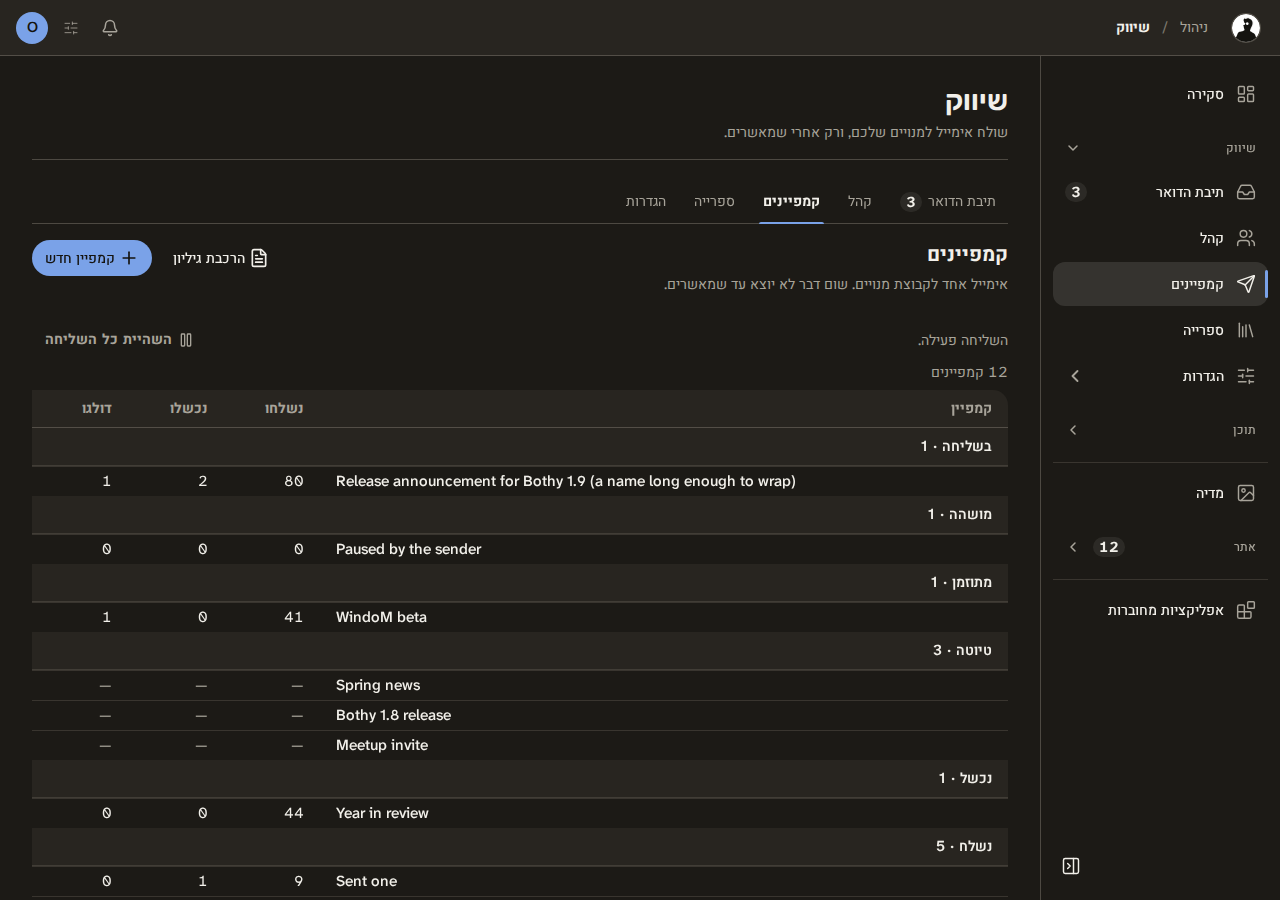 ניהול / שיווק
O
סקירה
שיווק
תיבת הדואר 3
קהל
קמפיינים
ספרייה
הגדרות
תוכן
מדיה
אתר 12
אפליקציות מחוברות
שיווק
שולח אימייל למנויים שלכם, ורק אחרי שמאשרים.
תיבת הדואר 3 קהל קמפיינים ספרייה הגדרות
קמפיינים
הרכבת גיליון קמפיין חדש
אימייל אחד לקבוצת מנויים. שום דבר לא יוצא עד שמאשרים.
השליחה פעילה. השהיית כל השליחה
12 קמפיינים
קמפיין נשלחו נכשלו דולגו
בשליחה · 1
Release announcement for Bothy 1.9 (a name long enough to wrap) 80 2 1
מושהה · 1
Paused by the sender 0 0 0
מתוזמן · 1
WindoM beta 41 0 1
טיוטה · 3
Spring news — — —
Bothy 1.8 release — — —
Meetup invite — — —
נכשל · 1
Year in review 44 0 0
נשלח · 5
Sent one 9 1 0